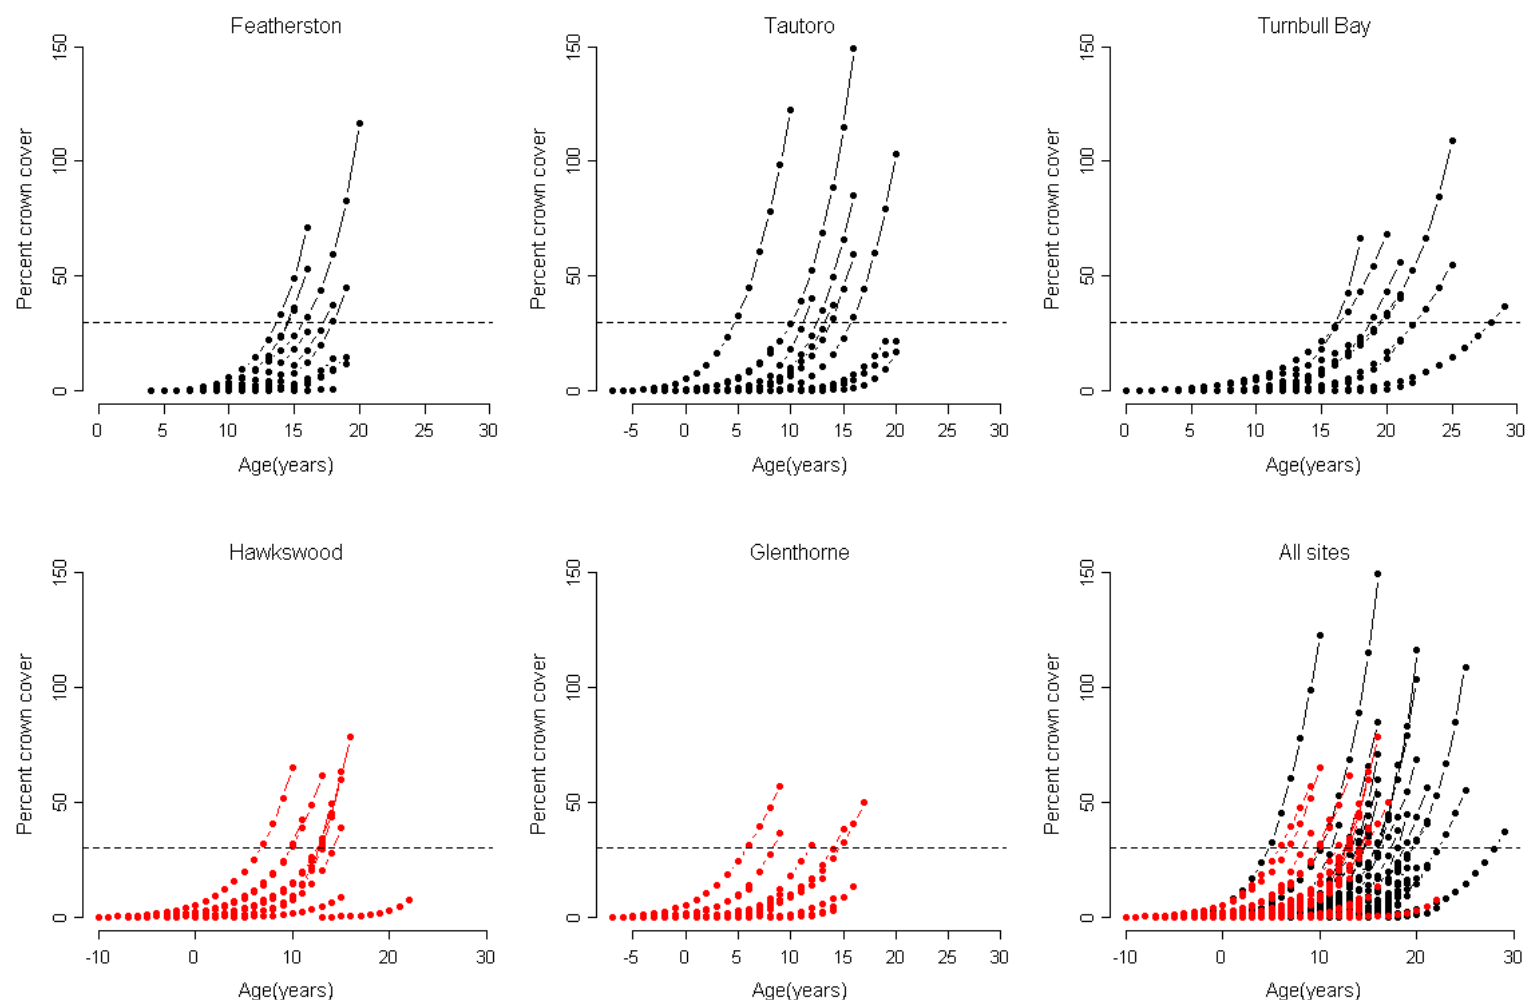 Featherston
Percent crown cover
0 50 100 150
0 5 10 15 20 25 30
Age(years)
Tautoro
Percent crown cover
0 50 100 150
-5 0 5 10 15 20 25 30
Age(years)
Turnbull Bay
Percent crown cover
0 50 100 150
0 5 10 15 20 25 30
Age(years)
Hawkswood
Percent crown cover
0 50 100 150
-10 0 10 20 30
Age(years)
Glenthorne
Percent crown cover
0 50 100 150
-5 0 5 10 15 20 25 30
Age(years)
All sites
Percent crown cover
0 50 100 150
-10 0 10 20 30
Age(years)